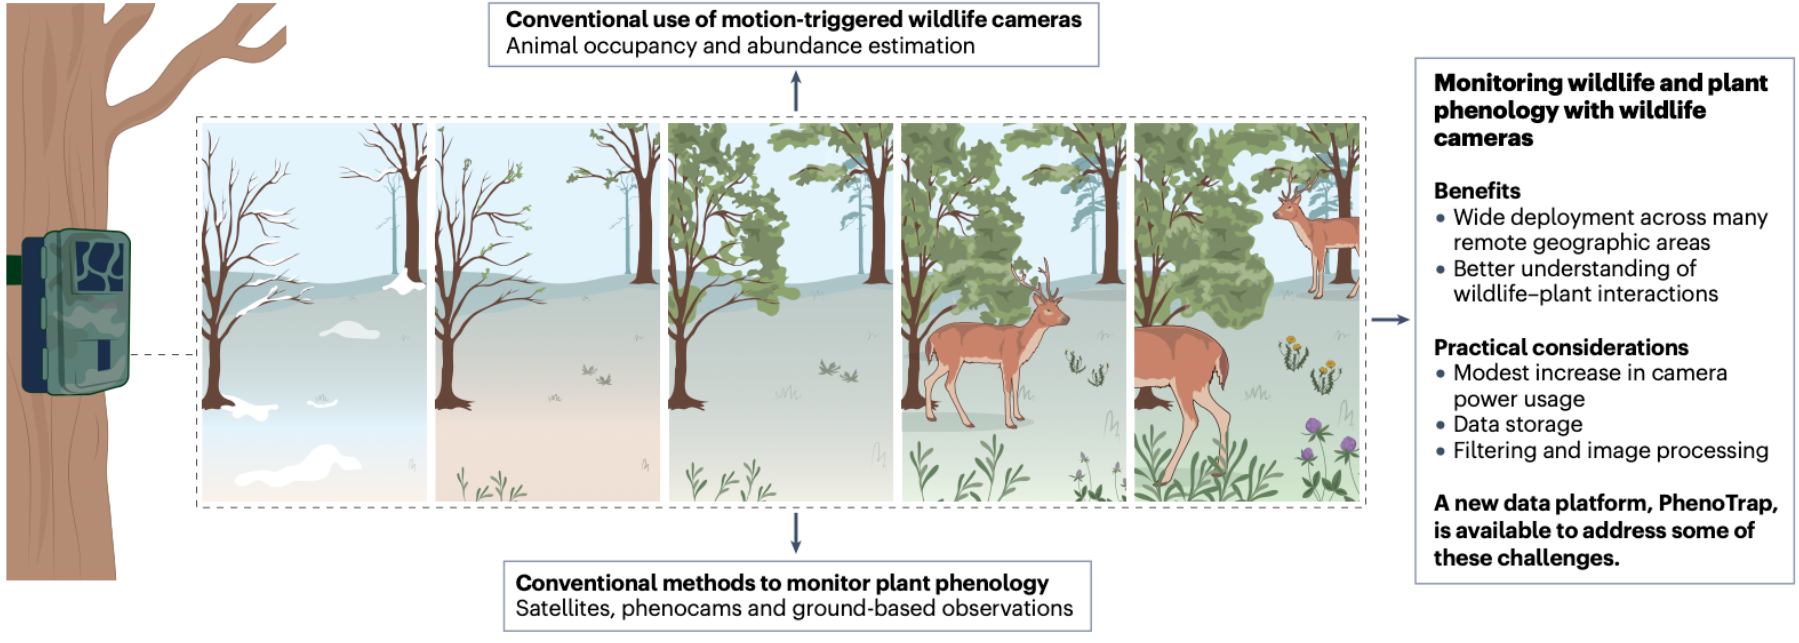 Conventional use of motion-triggered wildlife cameras
Animal occupancy and abundance estimation
Monitoring wildlife and plant
phenology with wildlife
cameras
Benefits
• Wide deployment across many
remote geographic areas
• Better understanding of
wildlife–plant interactions
Practical considerations
• Modest increase in camera
power usage
• Data storage
• Filtering and image processing
A new data platform, PhenoTrap,
is available to address some of
these challenges.
Conventional methods to monitor plant phenology
Satellites, phenocams and ground-based observations